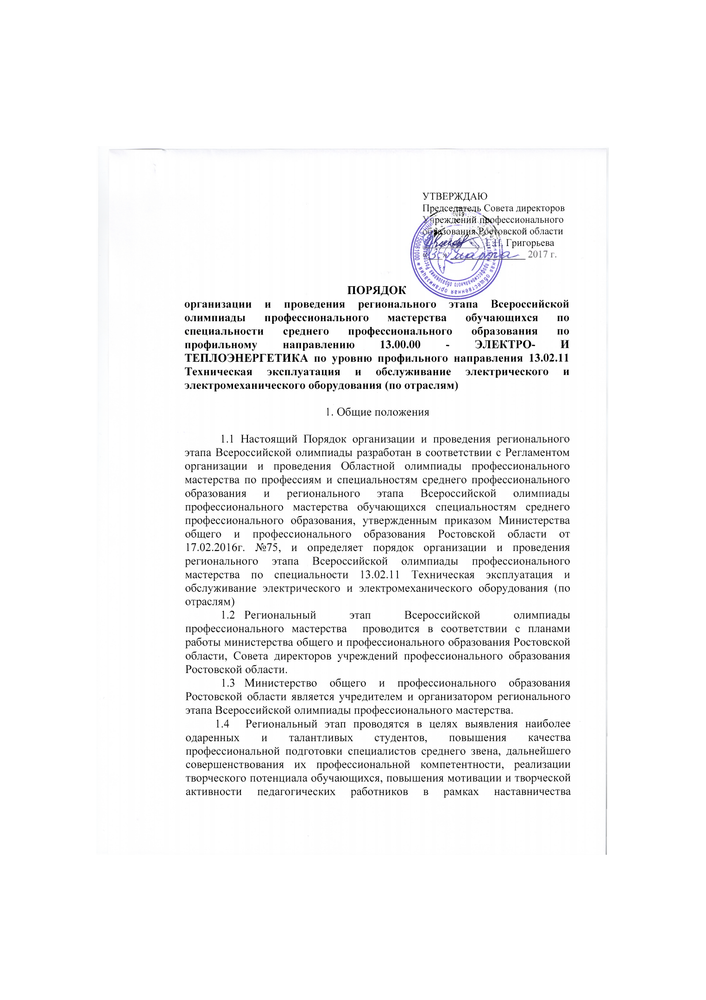 УТВЕРЖДАЮ
Председатель Совета директоров
Учреждений профессионального
образования Ростовской области
Г.П. Григорьева
« » марта 2017 г.
ПОРЯДОК
организации и проведения регионального этапа Всероссийской
олимпиады профессионального мастерства обучающихся по
специальности среднего профессионального образования по
профильному направлению 13.00.00 - ЭЛЕКТРО- И
ТЕПЛОЭНЕРГЕТИКА по уровню профильного направления 13.02.11
Техническая эксплуатация и обслуживание электрического и
электромеханического оборудования (по отраслям)
1. Общие положения
1.1 Настоящий Порядок организации и проведения регионального
этапа Всероссийской олимпиады разработан в соответствии с Регламентом
организации и проведения Областной олимпиады профессионального
мастерства по профессиям и специальностям среднего профессионального
образования и регионального этапа Всероссийской олимпиады
профессионального мастерства обучающихся специальностям среднего
профессионального образования, утвержденным приказом Министерства
общего и профессионального образования Ростовской области от
17.02.2016г. №75, и определяет порядок организации и проведения
регионального этапа Всероссийской олимпиады профессионального
мастерства по специальности 13.02.11 Техническая эксплуатация и
обслуживание электрического и электромеханического оборудования (по
отраслям)
1.2 Региональный этап Всероссийской олимпиады
профессионального мастерства проводится в соответствии с планами
работы министерства общего и профессионального образования Ростовской
области, Совета директоров учреждений профессионального образования
Ростовской области.
1.3 Министерство общего и профессионального образования
Ростовской области является учредителем и организатором регионального
этапа Всероссийской олимпиады профессионального мастерства.
1.4 Региональный этап проводятся в целях выявления наиболее
одаренных и талантливых студентов, повышения качества
профессиональной подготовки специалистов среднего звена, дальнейшего
совершенствования их профессиональной компетентности, реализации
творческого потенциала обучающихся, повышения мотивации и творческой
активности педагогических работников в рамках наставничества